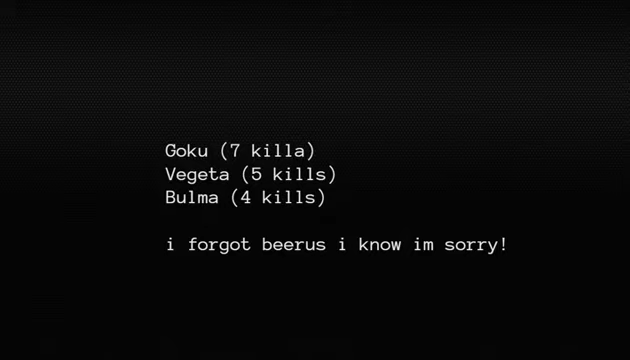 Goku (7 killa)
Vegeta (5 kills)
Bulma (4 kills)
i forgot beerus i know im sorry!